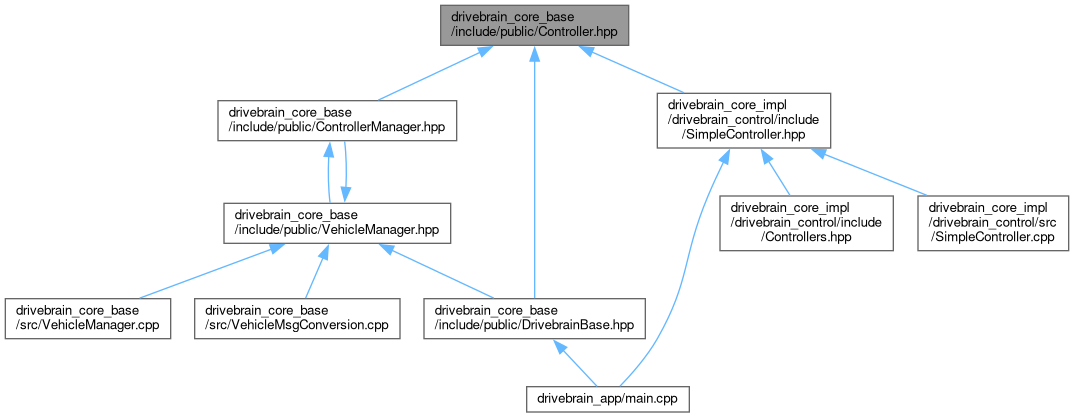 drivebrain_core_base
/include/public/Controller.hpp
drivebrain_core_base
/include/public/ControllerManager.hpp
drivebrain_core_impl
/drivebrain_control/include
/SimpleController.hpp
drivebrain_core_base
/include/public/VehicleManager.hpp
drivebrain_core_impl
/drivebrain_control/include
/Controllers.hpp
drivebrain_core_impl
/drivebrain_control/src
/SimpleController.cpp
drivebrain_core_base
/src/VehicleManager.cpp
drivebrain_core_base
/src/VehicleMsgConversion.cpp
drivebrain_core_base
/include/public/DrivebrainBase.hpp
drivebrain_app/main.cpp